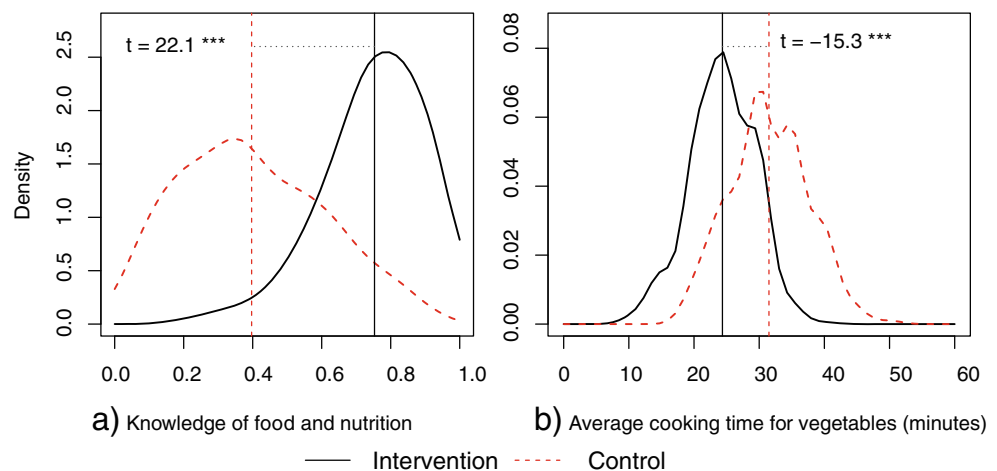 t = 22.1 ***
t = −15.3 ***
Density
0.0 0.5 1.0 1.5 2.0 2.5
0.00 0.02 0.04 0.06 0.08
0.0 0.2 0.4 0.6 0.8 1.0
0 10 20 30 40 50 60
a) Knowledge of food and nutrition
b) Average cooking time for vegetables (minutes)
Intervention Control